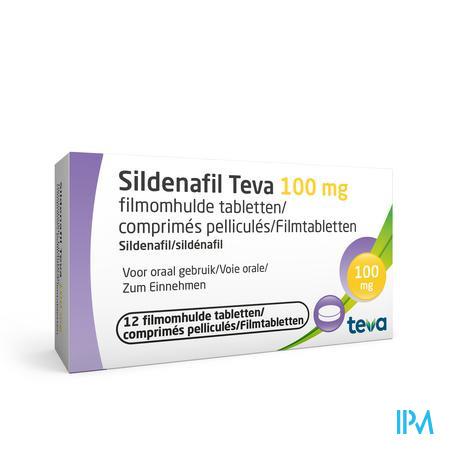 Sildenafil Teva 100 mg
filmomhulde tabletten/
comprimés pelliculés/Filmtabletten
Sildenafil/sildénafil
Voor oraal gebruik/Voie orale/
Zum Einnehmen
100
mg
12 filmomhulde tabletten/
comprimés pelliculés/Filmtabletten
teva
IPM